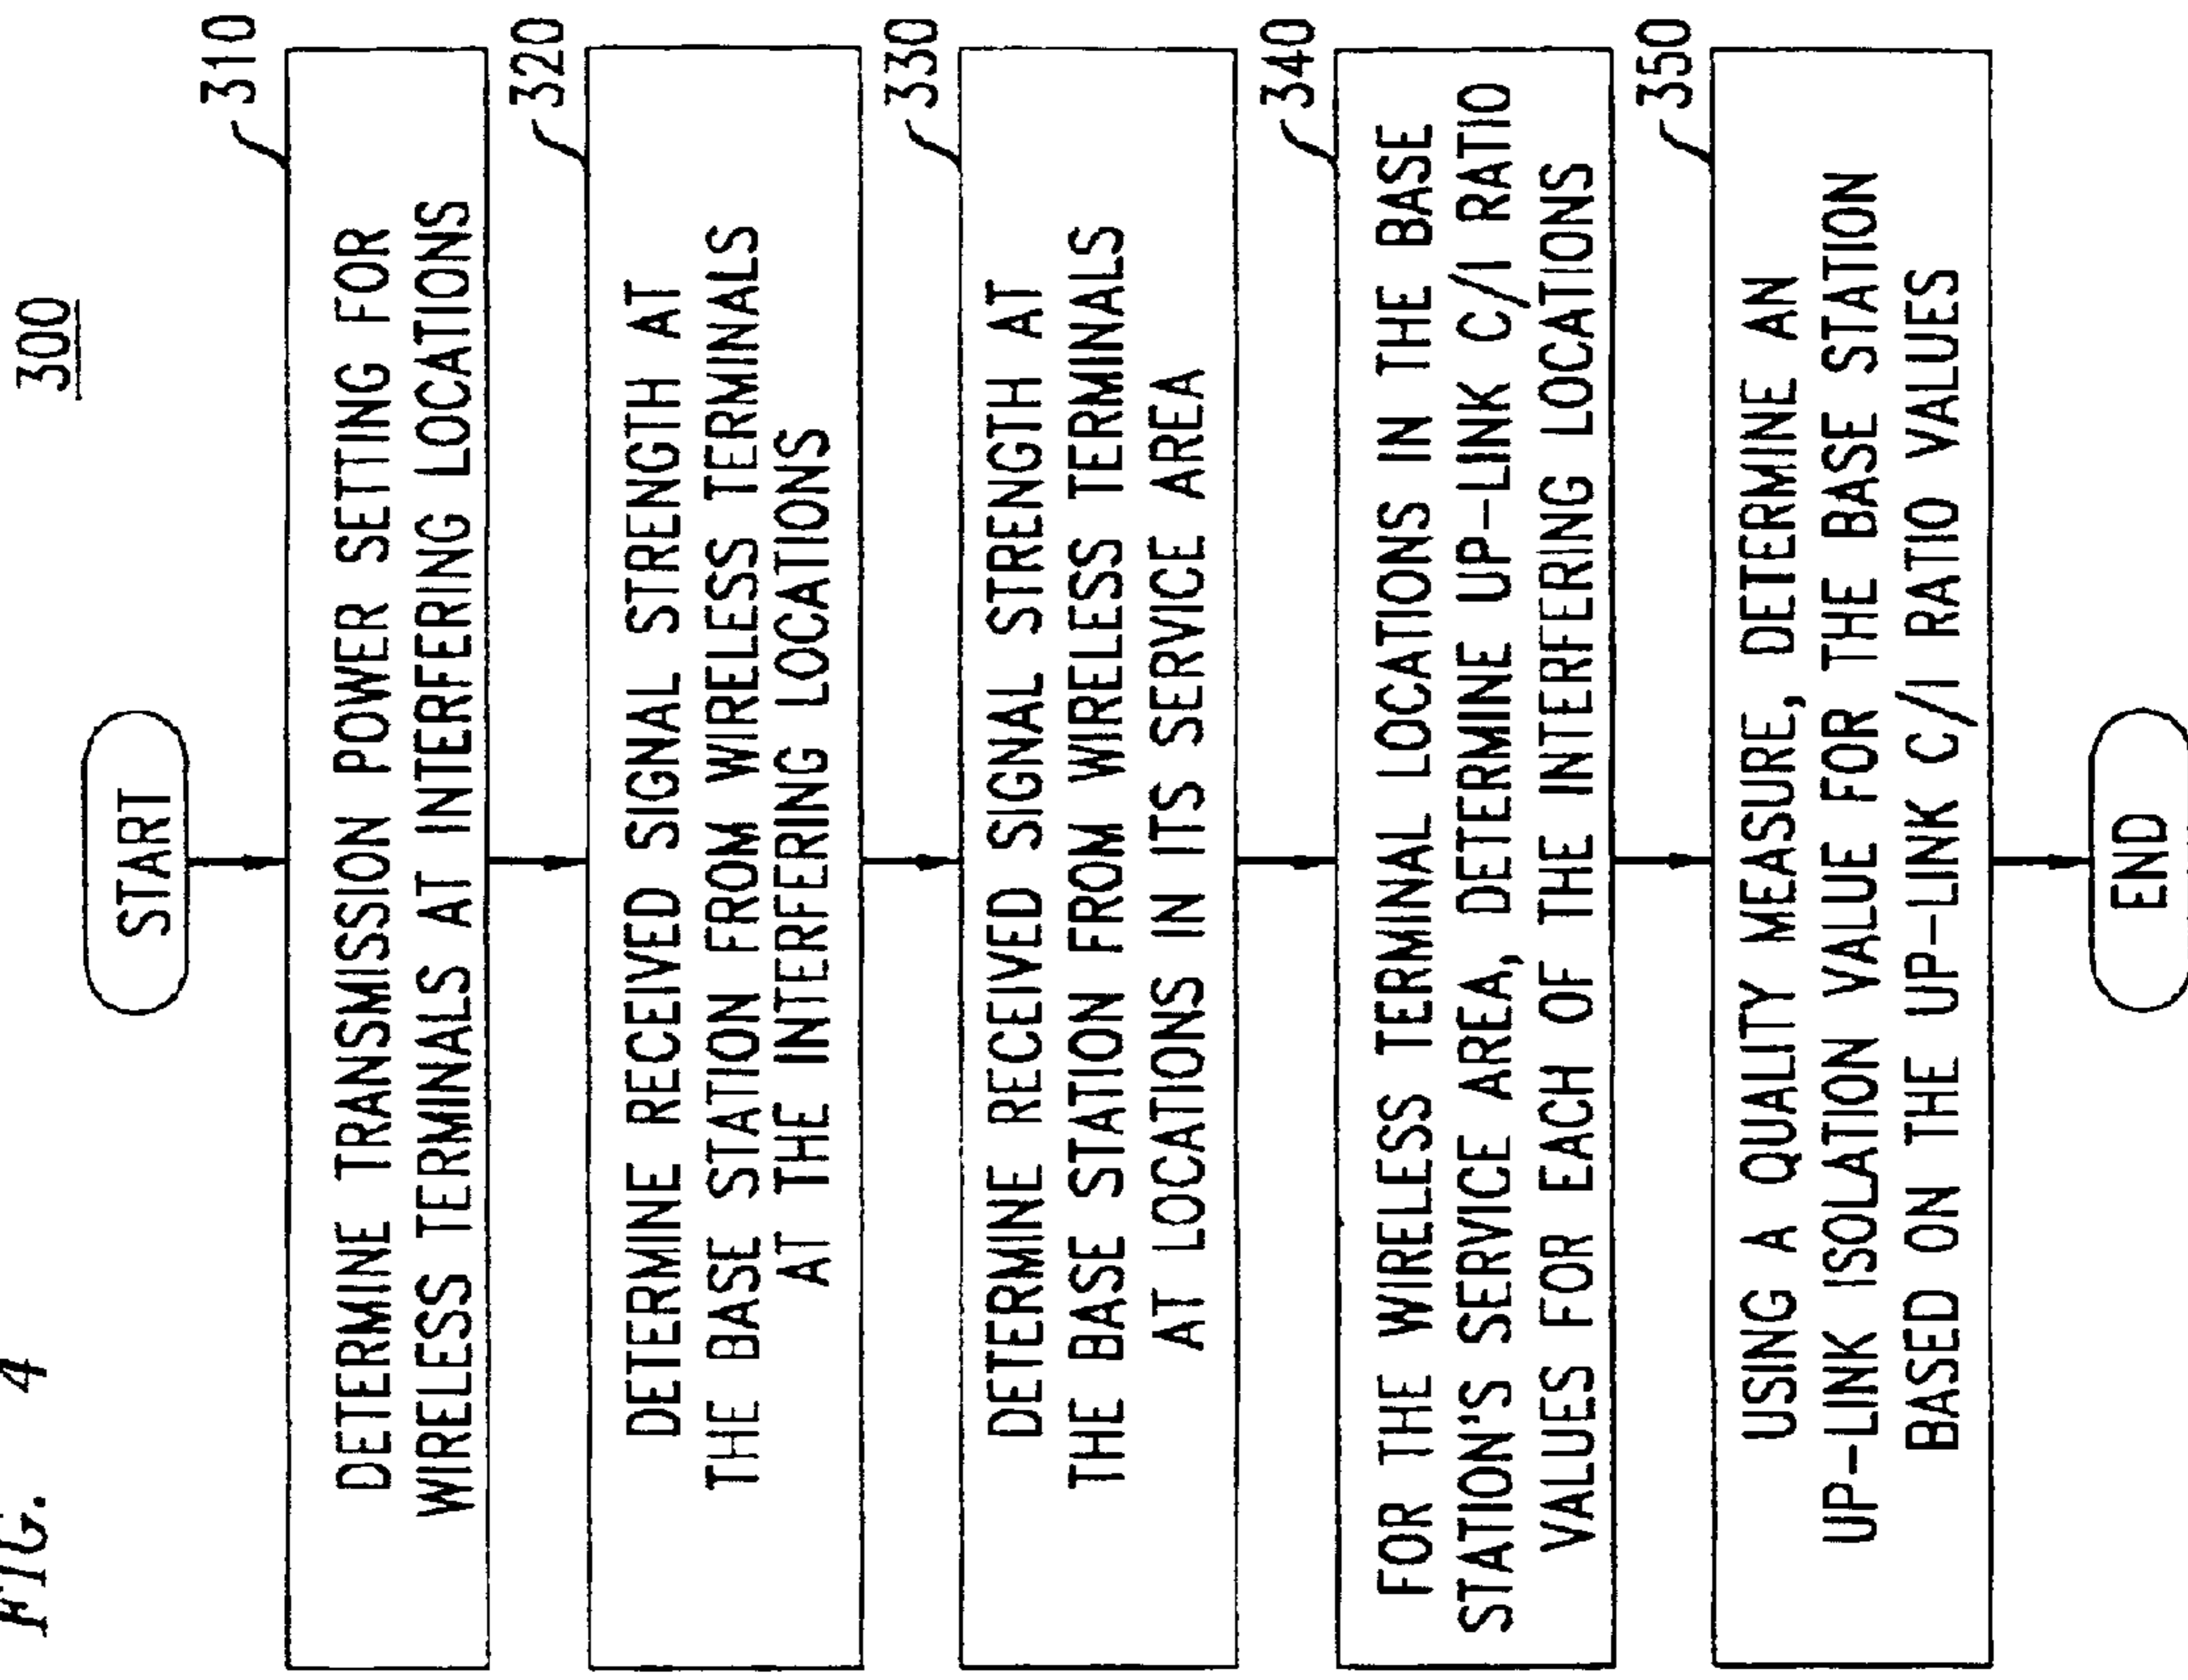 FIG. 4
300
START
310
DETERMINE TRANSMISSION POWER SETTING FOR
WIRELESS TERMINALS AT INTERFERING LOCATIONS
320
DETERMINE RECEIVED SIGNAL STRENGTH AT
THE BASE STATION FROM WIRELESS TERMINALS
AT THE INTERFERING LOCATIONS
330
DETERMINE RECEIVED SIGNAL STRENGTH AT
THE BASE STATION FROM WIRELESS TERMINALS
AT LOCATIONS IN ITS SERVICE AREA
340
FOR THE WIRELESS TERMINAL LOCATIONS IN THE BASE
STATION'S SERVICE AREA, DETERMINE UP-LINK C/I RATIO
VALUES FOR EACH OF THE INTERFERING LOCATIONS
350
USING A QUALITY MEASURE, DETERMINE AN
UP-LINK ISOLATION VALUE FOR THE BASE STATION
BASED ON THE UP-LINK C/I RATIO VALUES
END